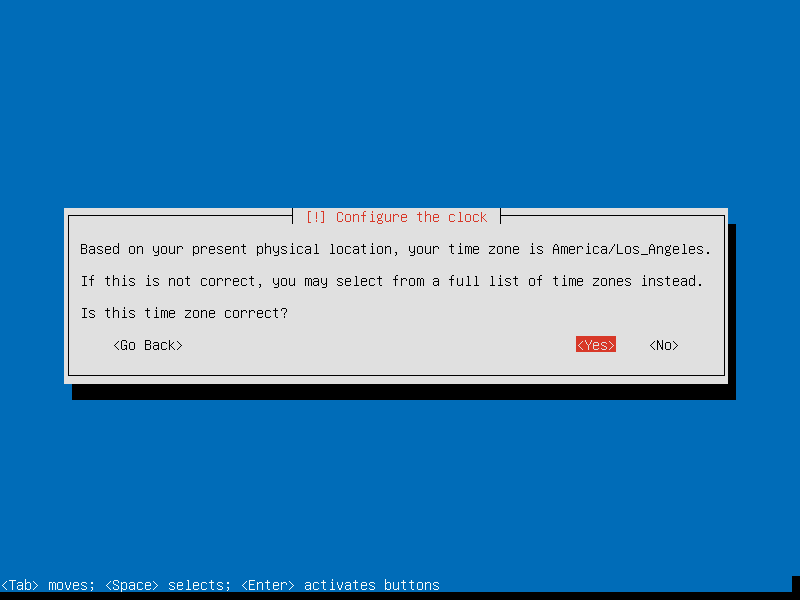 [!] Configure the clock
Based on your present physical location, your time zone is America/Los_Angeles.
If this is not correct, you may select from a full list of time zones instead.
Is this time zone correct?
<Go Back> <Yes> <No>
<Tab> moves; <Space> selects; <Enter> activates buttons